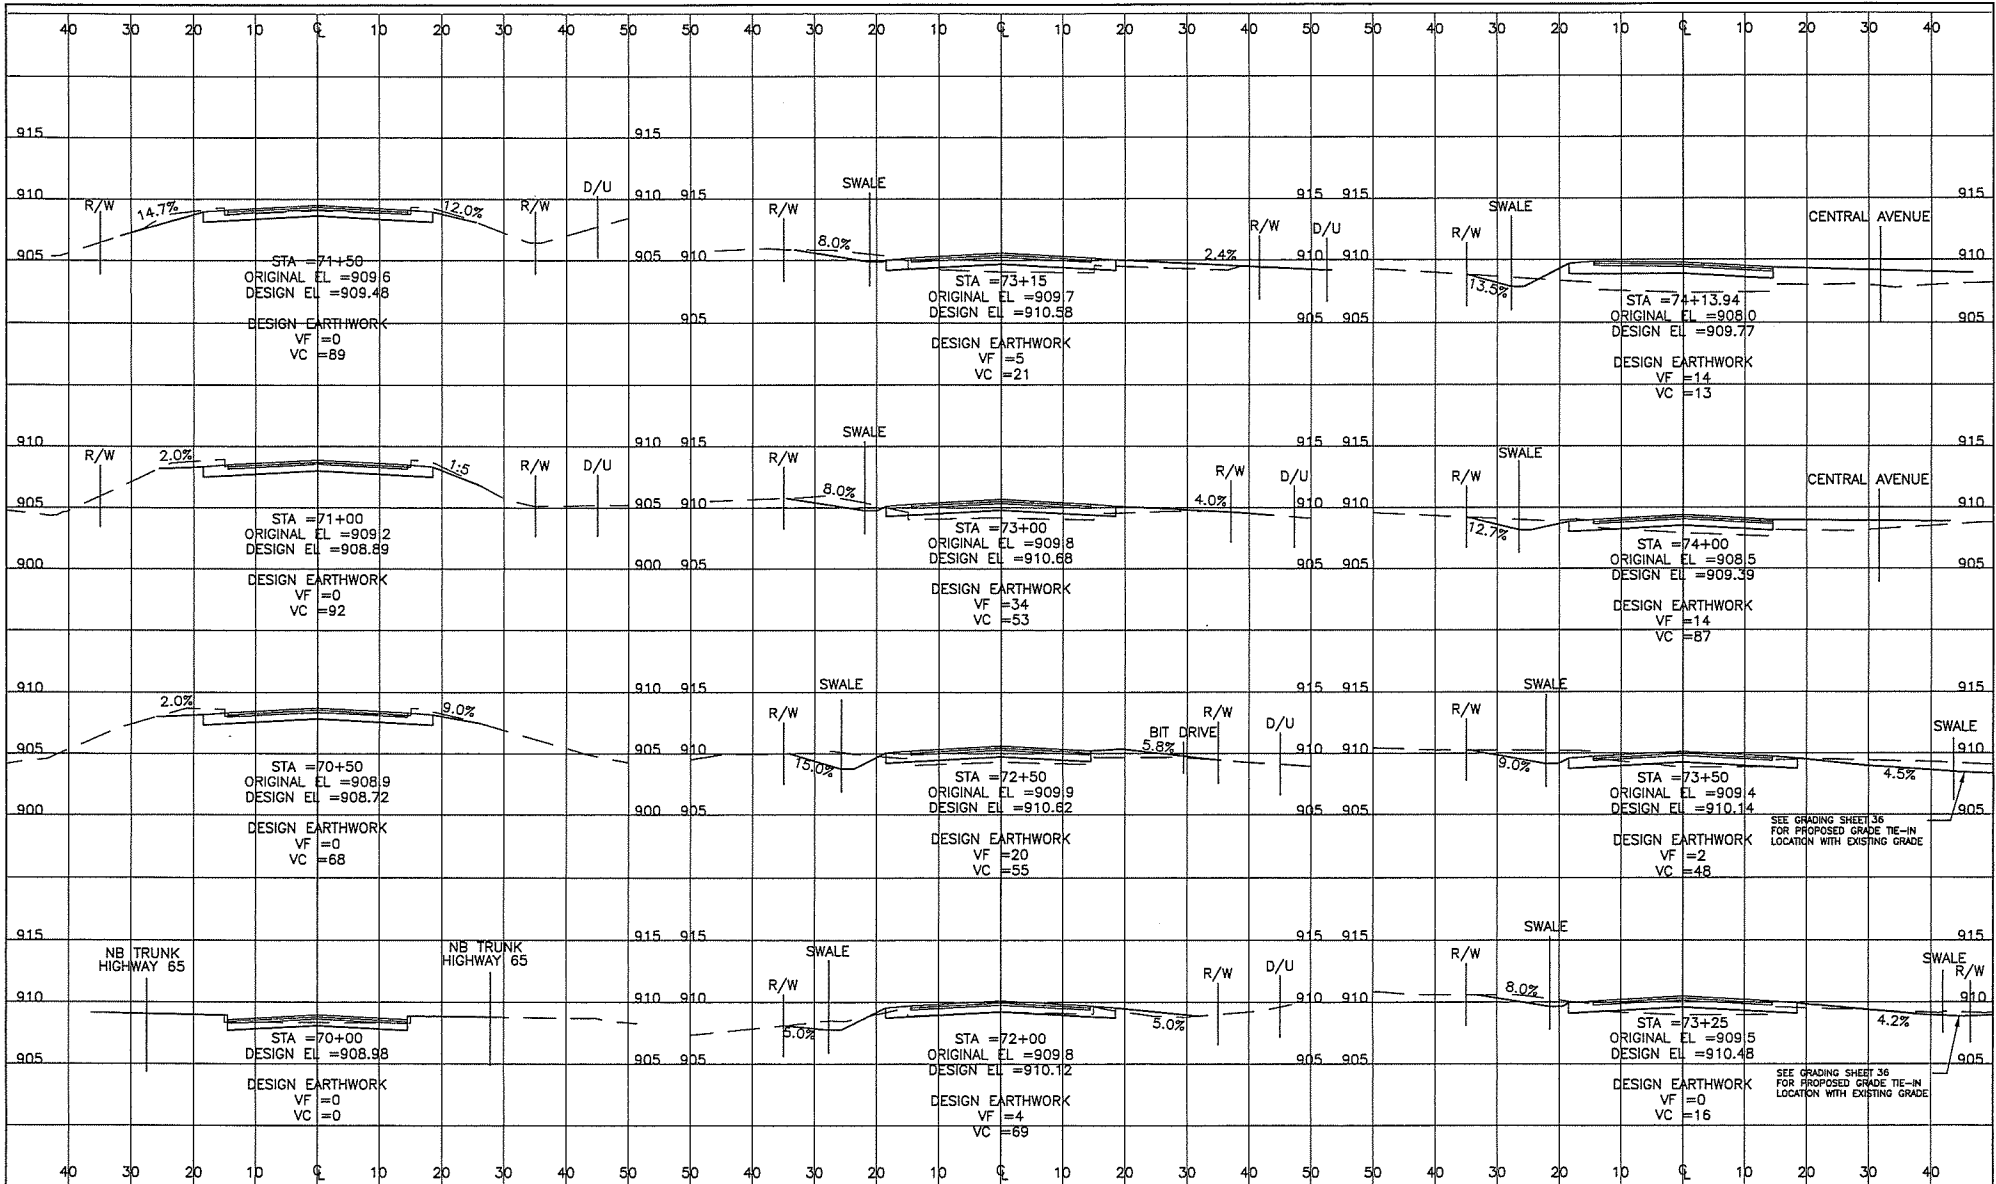 40 30 20 10 ℄ 10 20 30 40 50 50 40 30 20 10 ℄ 10 20 30 40 50 50 40 30 20 10 ℄ 10 20 30 40
915 915 915
910 910 915 915 915 915
905 905 910 910 910 910
905 905 905 905
R/W
14.7%
12.0%
R/W
D/U
STA =71+50
ORIGINAL EL =909.6
DESIGN EL =909.48
DESIGN EARTHWORK
VF =0
VC =89
R/W
8.0%
SWALE
2.4%
R/W
D/U
STA =73+15
ORIGINAL EL =909.7
DESIGN EL =910.58
DESIGN EARTHWORK
VF =5
VC =21
R/W
SWALE
13.5%
CENTRAL AVENUE
STA =74+13.94
ORIGINAL EL =908.0
DESIGN EL =909.77
DESIGN EARTHWORK
VF =14
VC =13
910 910 915 915 915 915
905 905 910 910 910 910
900 900 905 905 905 905
R/W
2.0%
1:5
R/W
D/U
STA =71+00
ORIGINAL EL =909.2
DESIGN EL =908.89
DESIGN EARTHWORK
VF =0
VC =92
R/W
8.0%
SWALE
4.0%
R/W
D/U
STA =73+00
ORIGINAL EL =909.8
DESIGN EL =910.68
DESIGN EARTHWORK
VF =34
VC =53
R/W
SWALE
12.7%
CENTRAL AVENUE
STA =74+00
ORIGINAL EL =908.5
DESIGN EL =909.39
DESIGN EARTHWORK
VF =14
VC =87
910 910 915 915 915 915
905 905 910 910 910 910
900 900 905 905 905 905
2.0%
9.0%
STA =70+50
ORIGINAL EL =908.9
DESIGN EL =908.72
DESIGN EARTHWORK
VF =0
VC =68
R/W
15.0%
SWALE
BIT DRIVE
5.8%
R/W
D/U
STA =72+50
ORIGINAL EL =909.9
DESIGN EL =910.62
DESIGN EARTHWORK
VF =20
VC =55
R/W
9.0%
SWALE
4.5%
SWALE
STA =73+50
ORIGINAL EL =909.4
DESIGN EL =910.14
DESIGN EARTHWORK
VF =2
VC =48
SEE GRADING SHEET 36
FOR PROPOSED GRADE TIE-IN
LOCATION WITH EXISTING GRADE
915 915 915 915 915 915
910 910 910 910 910 910
905 905 905 905 905 905
NB TRUNK
HIGHWAY 65
NB TRUNK
HIGHWAY 65
STA =70+00
DESIGN EL =908.98
DESIGN EARTHWORK
VF =0
VC =0
R/W
5.0%
SWALE
5.0%
R/W
D/U
STA =72+00
ORIGINAL EL =909.8
DESIGN EL =910.12
DESIGN EARTHWORK
VF =4
VC =69
R/W
8.0%
SWALE
4.2%
SWALE
R/W
STA =73+25
ORIGINAL EL =909.5
DESIGN EL =910.48
DESIGN EARTHWORK
VF =0
VC =16
SEE GRADING SHEET 36
FOR PROPOSED GRADE TIE-IN
LOCATION WITH EXISTING GRADE
40 30 20 10 ℄ 10 20 30 40 50 50 40 30 20 10 ℄ 10 20 30 40 50 50 40 30 20 10 ℄ 10 20 30 40